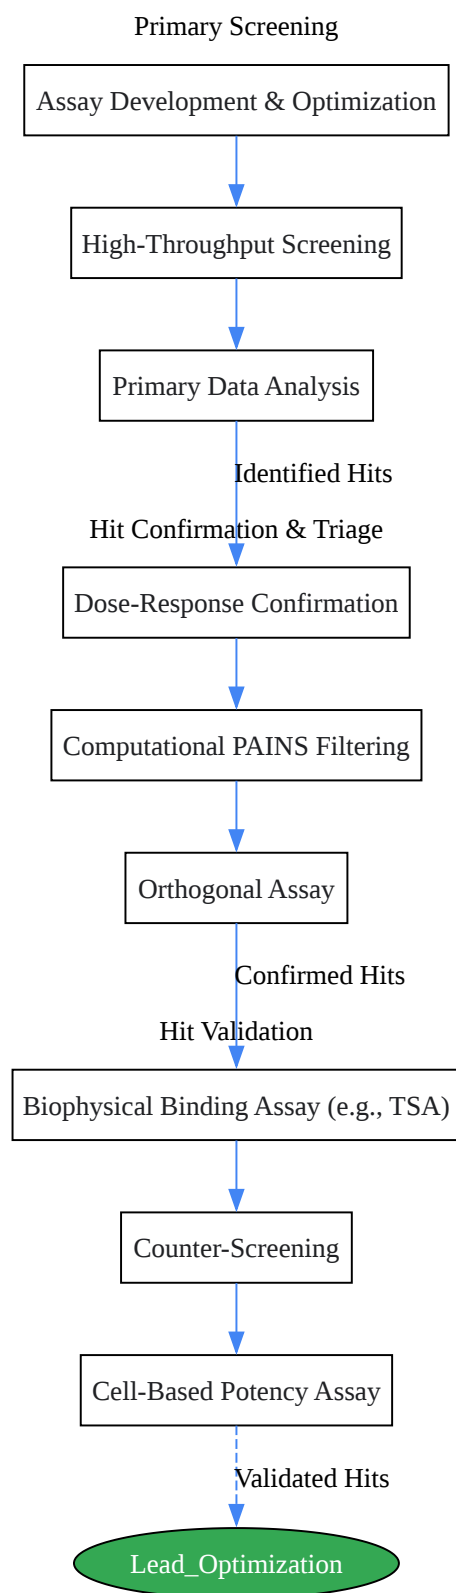 Primary Screening
Assay Development & Optimization
High-Throughput Screening
Primary Data Analysis
Identified Hits
Hit Confirmation & Triage
Dose-Response Confirmation
Computational PAINS Filtering
Orthogonal Assay
Confirmed Hits
Hit Validation
Biophysical Binding Assay (e.g., TSA)
Counter-Screening
Cell-Based Potency Assay
Validated Hits
Lead_Optimization